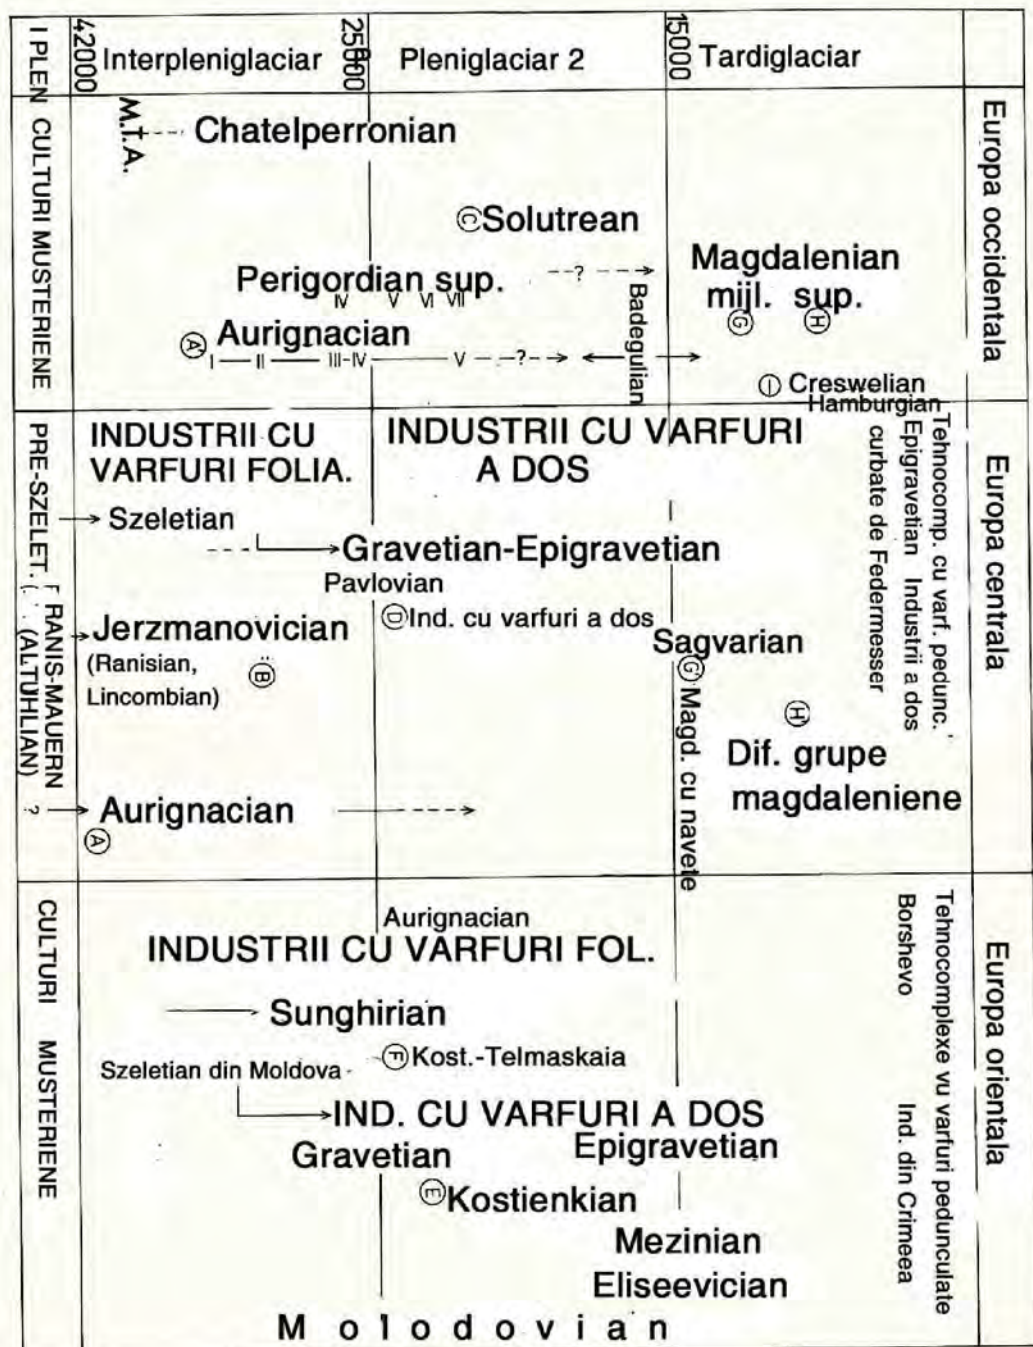 I PLEN
42000
Interpleniglaciar
25000
Pleniglaciar 2
15000
Tardiglaciar
CULTURI MUSTERIENE
M.T.A.
Chatelperronian
Europa occidentala
C Solutrean
Perigordian sup.
IV V VI VII
?
Magdalenian
mijl. sup.
G H
Badegulian
A Aurignacian
I II III-IV V ?
I Creswelian
Hamburgian
PRE-SZELET.
RANIS-MAUERN
(ALTUHLIAN)
?
INDUSTRII CU
VARFURI FOLIA.
INDUSTRII CU VARFURI
A DOS
Tehnocomp. cu varf. pedunc.
Epigravetian Industrii a dos
curbate de Federmesser
Europa centrala
Szeletian
Gravetian-Epigravetian
Pavlovian
D Ind. cu varfuri a dos
Jerzmanovician
(Ranisian,
Lincombian)
B
Sagvarian
G'
Magd. cu navete
H'
Dif. grupe
magdaleniene
Aurignacian
A
CULTURI MUSTERIENE
Aurignacian
INDUSTRII CU VARFURI FOL.
Tehnocomplexe vu varfuri pedunculate
Borshevo Ind. din Crimeea
Europa orientala
Sunghirian
F Kost.-Telmaskaia
Szeletian din Moldova
IND. CU VARFURI A DOS
Gravetian
Epigravetian
E Kostienkian
Mezinian
Eliseevician
Molodovian